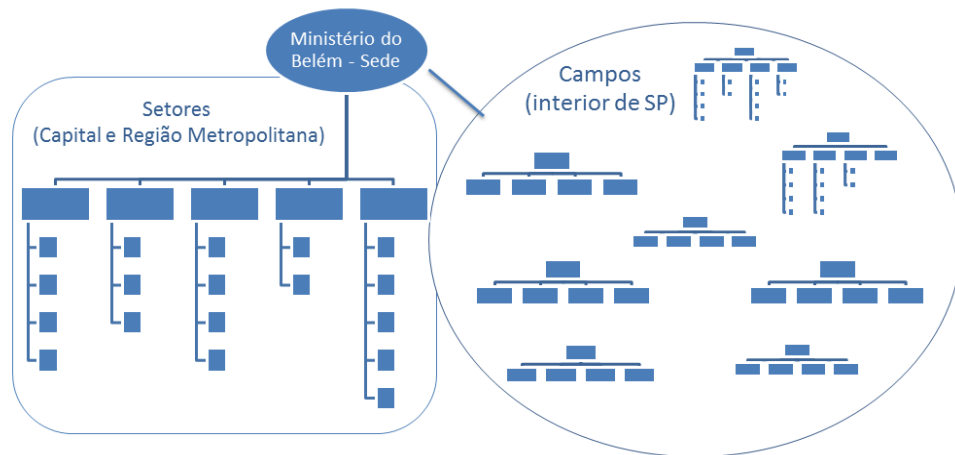 Ministério do
Belém - Sede
Setores
(Capital e Região Metropolitana)
Campos
(interior de SP)